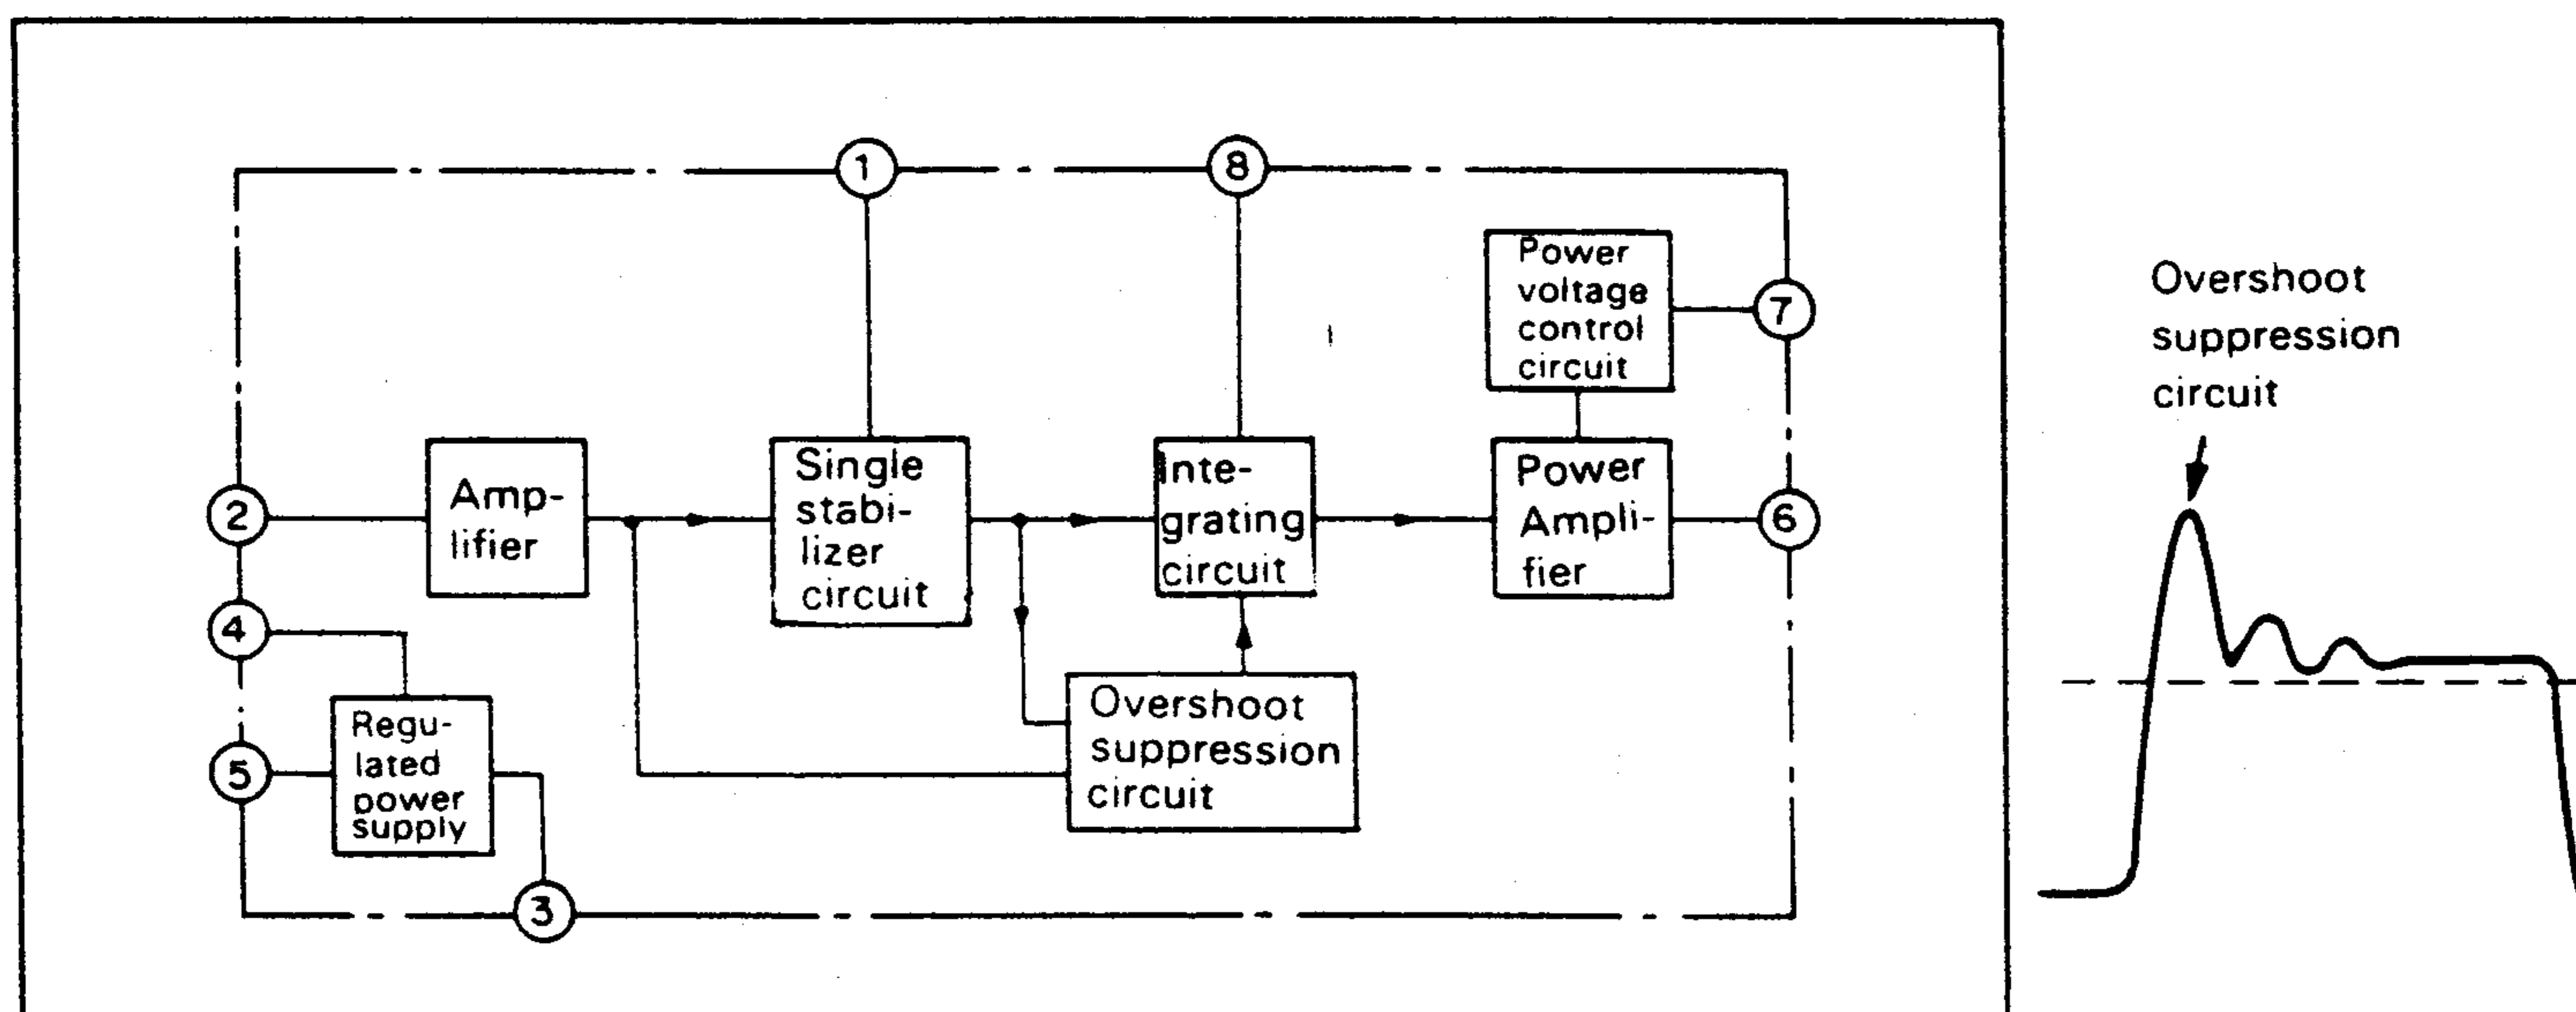 1
8
Power
voltage
control
circuit
7
Overshoot
suppression
circuit
2
Amp-
lifier
Single
stabi-
lizer
circuit
Inte-
grating
circuit
Power
Ampli-
fier
6
4
5
Regu-
lated
power
supply
Overshoot
suppression
circuit
3